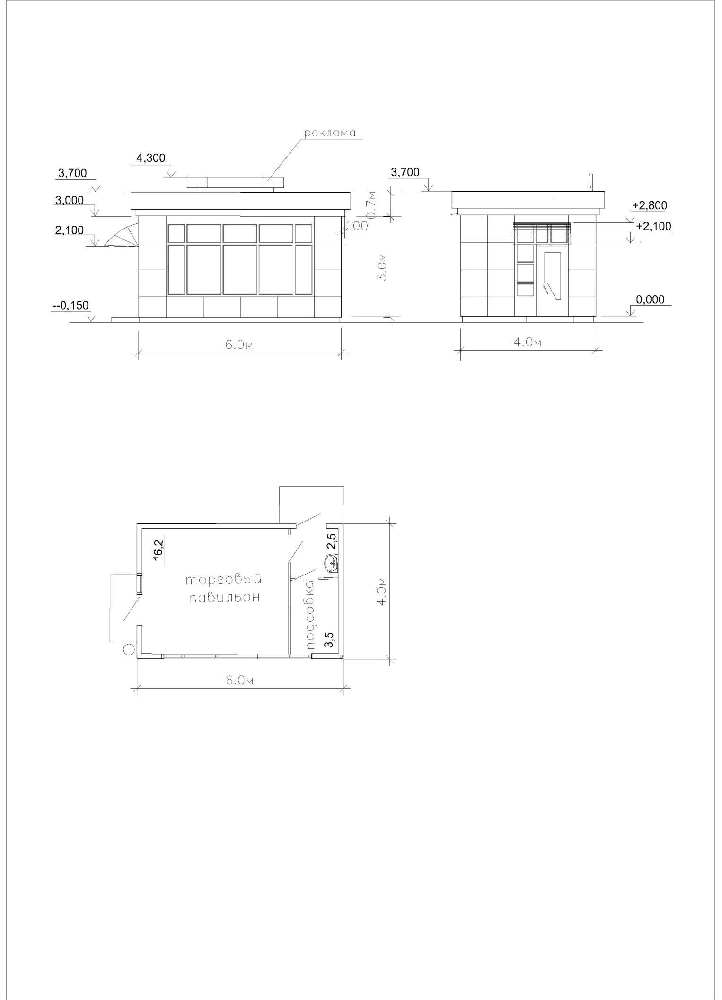 реклама
4,300
3,700
3,700
3,000
0.7м
+2,800
2,100
100
+2,100
3.0м
--0,150
0,000
6.0м
4.0м
16,2
2,5
торговый
павильон
подсобка
4.0м
3,5
6.0м